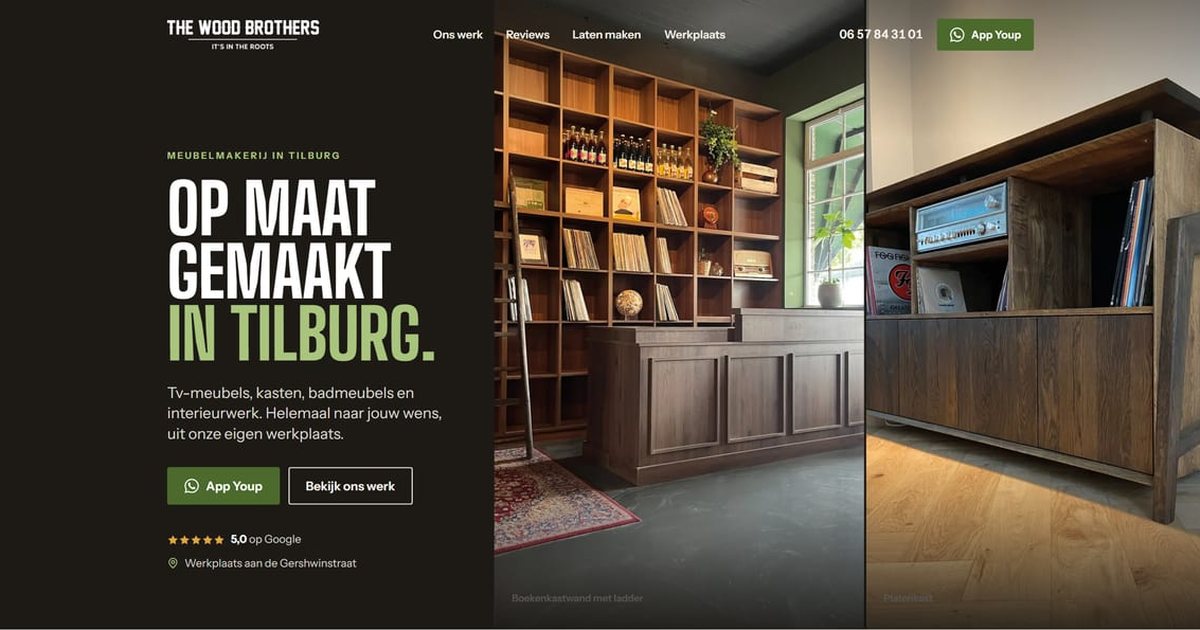 THE WOOD BROTHERS
IT'S IN THE ROOTS
Ons werk Reviews Laten maken Werkplaats
06 57 84 31 01 App Youp
MEUBELMAKERIJ IN TILBURG
OP MAAT
GEMAAKT
IN TILBURG.
Tv-meubels, kasten, badmeubels en
interieurwerk. Helemaal naar jouw wens,
uit onze eigen werkplaats.
App Youp Bekijk ons werk
5,0 op Google
Werkplaats aan de Gershwinstraat
Boekenkastwand met ladder
Platenkast